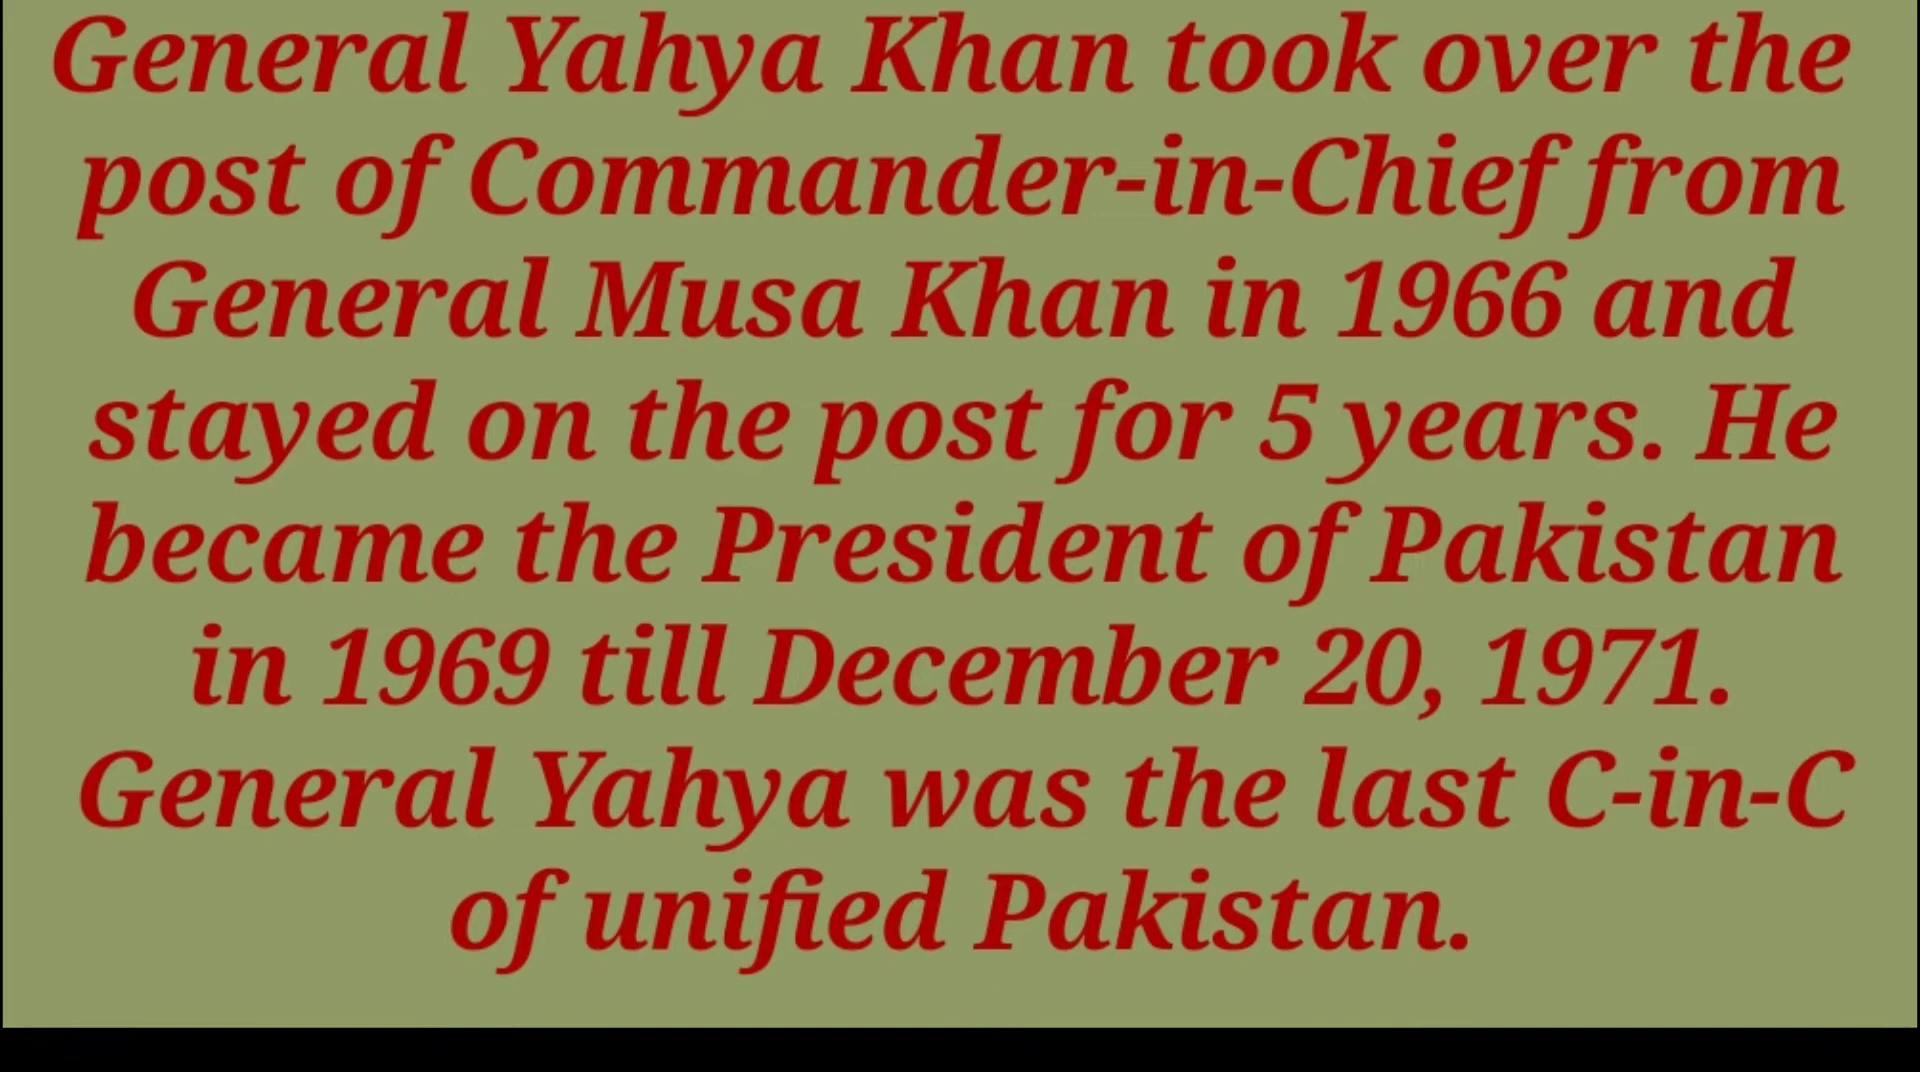 General Yahya Khan took over the
post of Commander-in-Chief from
General Musa Khan in 1966 and
stayed on the post for 5 years. He
became the President of Pakistan
in 1969 till December 20, 1971.
General Yahya was the last C-in-C
of unified Pakistan.